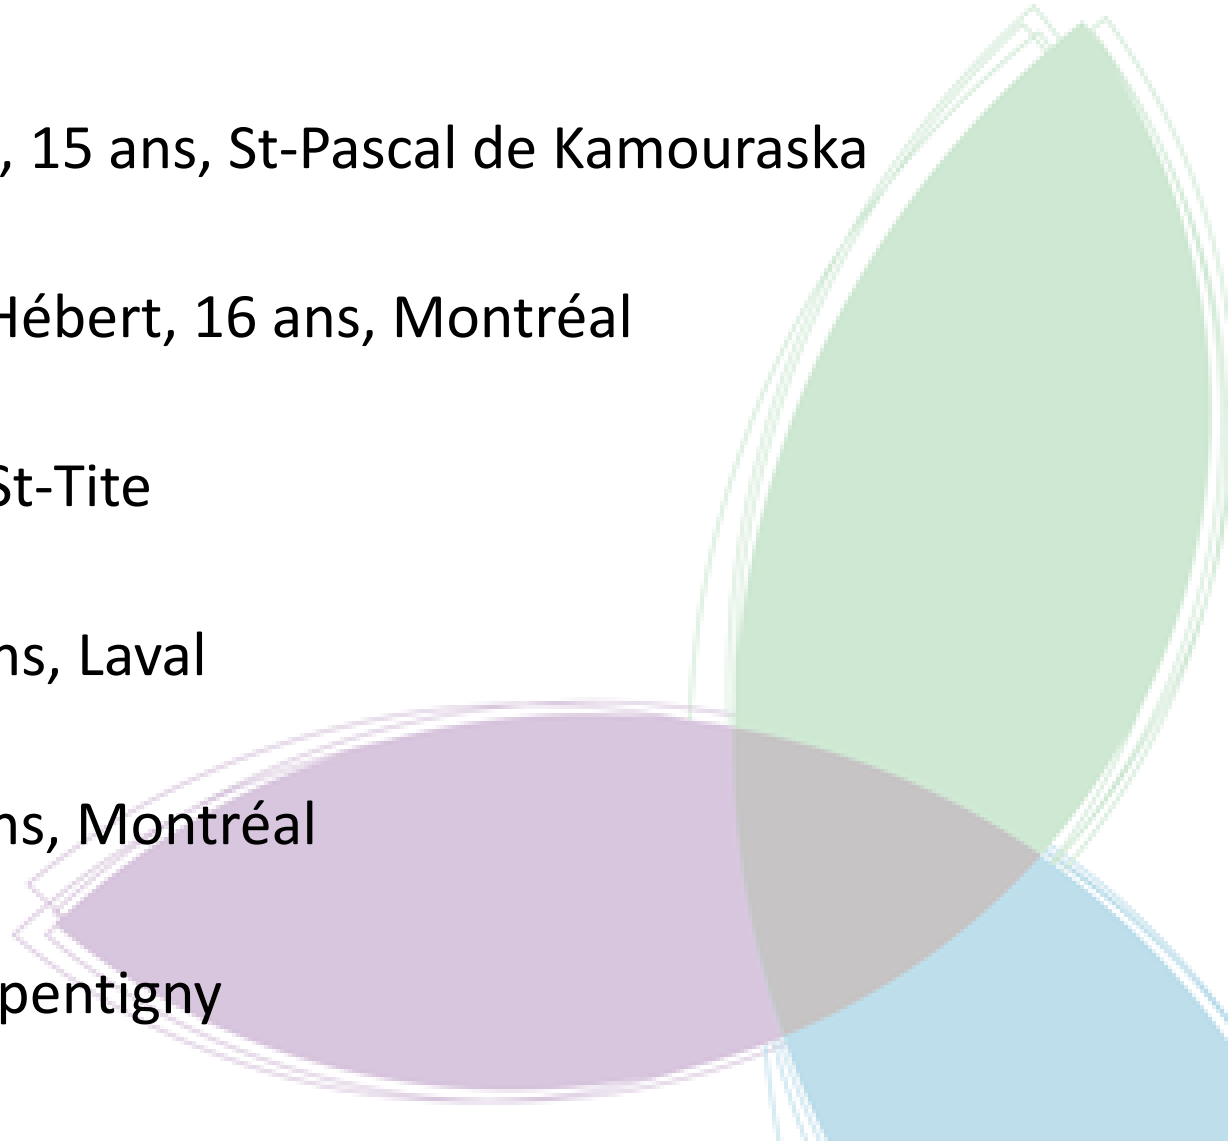 , 15 ans, St-Pascal de Kamouraska
Hébert, 16 ans, Montréal
St-Tite
ns, Laval
ns, Montréal
pentigny